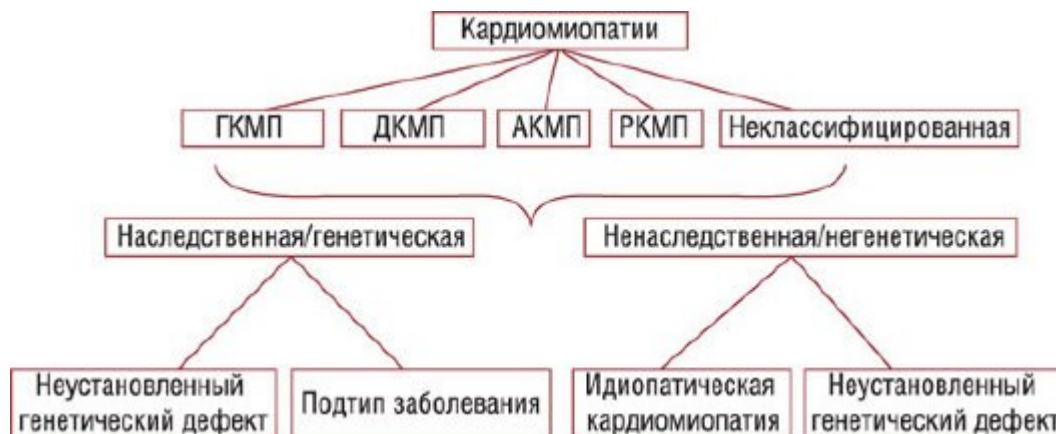 Кардиомиопатии
ГКМП ДКМП АКМП РКМП Неклассифицированная
Наследственная/генетическая Ненаследственная/негенетическая
Неустановленный
генетический дефект
Подтип заболевания
Идиопатическая
кардиомиопатия
Неустановленный
генетический дефект